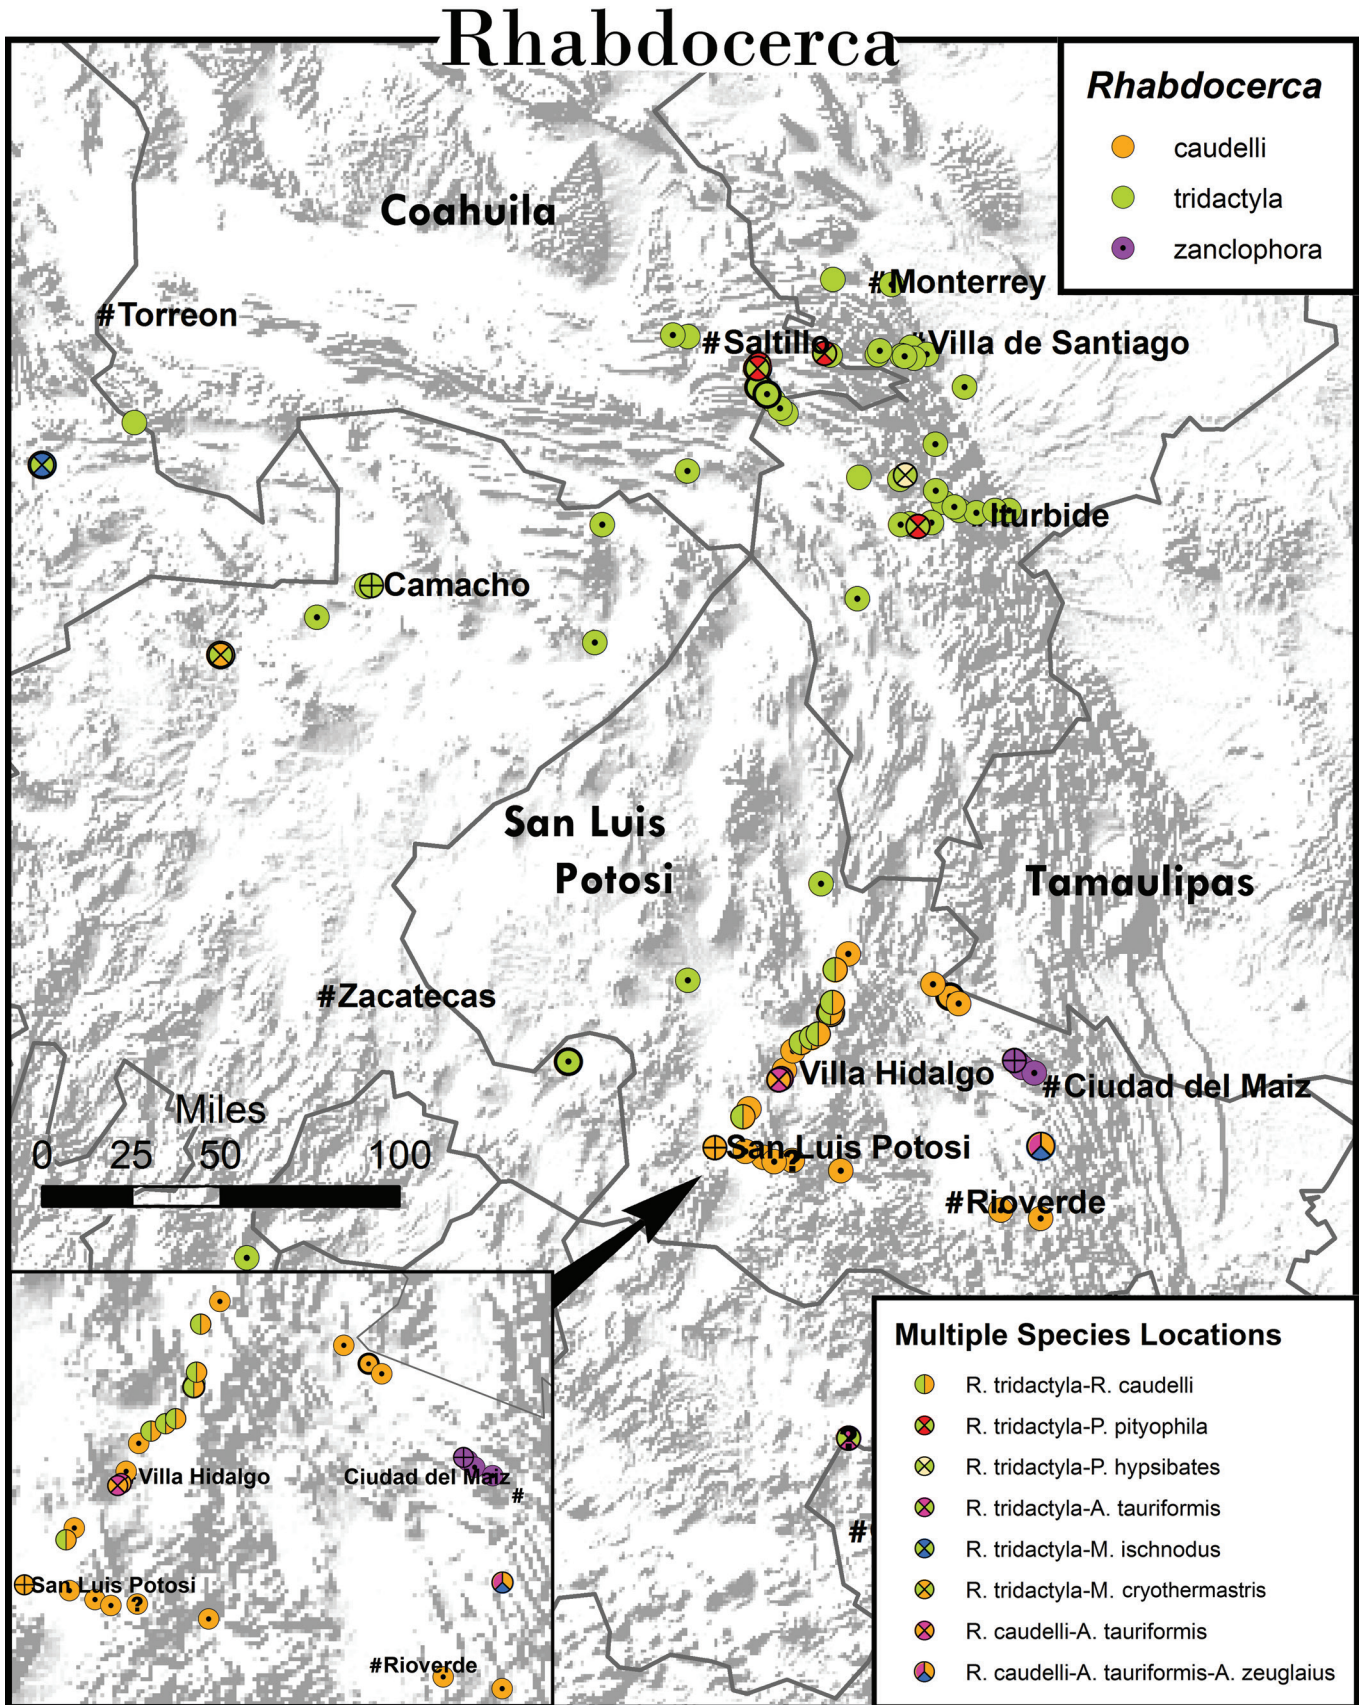 Rhabdocerca
Rhabdocerca
caudelli
tridactyla
zanclophora
Coahuila
#Monterrey
#Torreon
#Saltillo
#Villa de Santiago
Iturbide
Camacho
San Luis
Potosi
Tamaulipas
#Zacatecas
Villa Hidalgo
#Ciudad del Maiz
Miles
0 25 50 100
San Luis Potosi
?
#Rioverde
Villa Hidalgo
Ciudad del Maiz
#
San Luis Potosi
?
#Rioverde
?
#
Multiple Species Locations
R. tridactyla-R. caudelli
R. tridactyla-P. pityophila
R. tridactyla-P. hypsibates
R. tridactyla-A. tauriformis
R. tridactyla-M. ischnodus
R. tridactyla-M. cryothermastris
R. caudelli-A. tauriformis
R. caudelli-A. tauriformis-A. zeuglaius